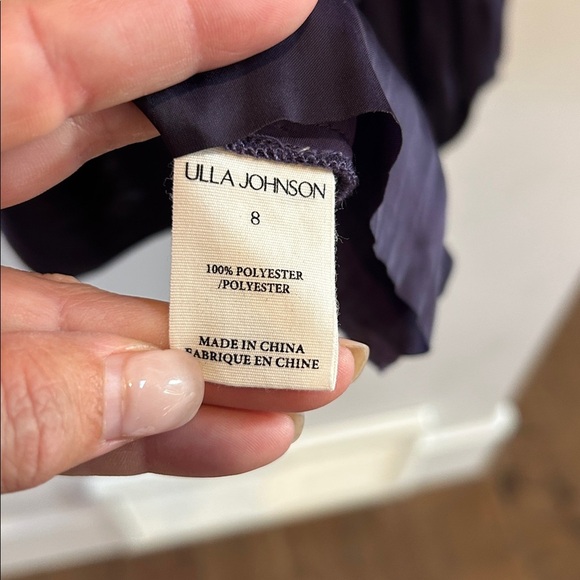 ULLA JOHNSON
8
100% POLYESTER
/POLYESTER
MADE IN CHINA
FABRIQUE EN CHINE